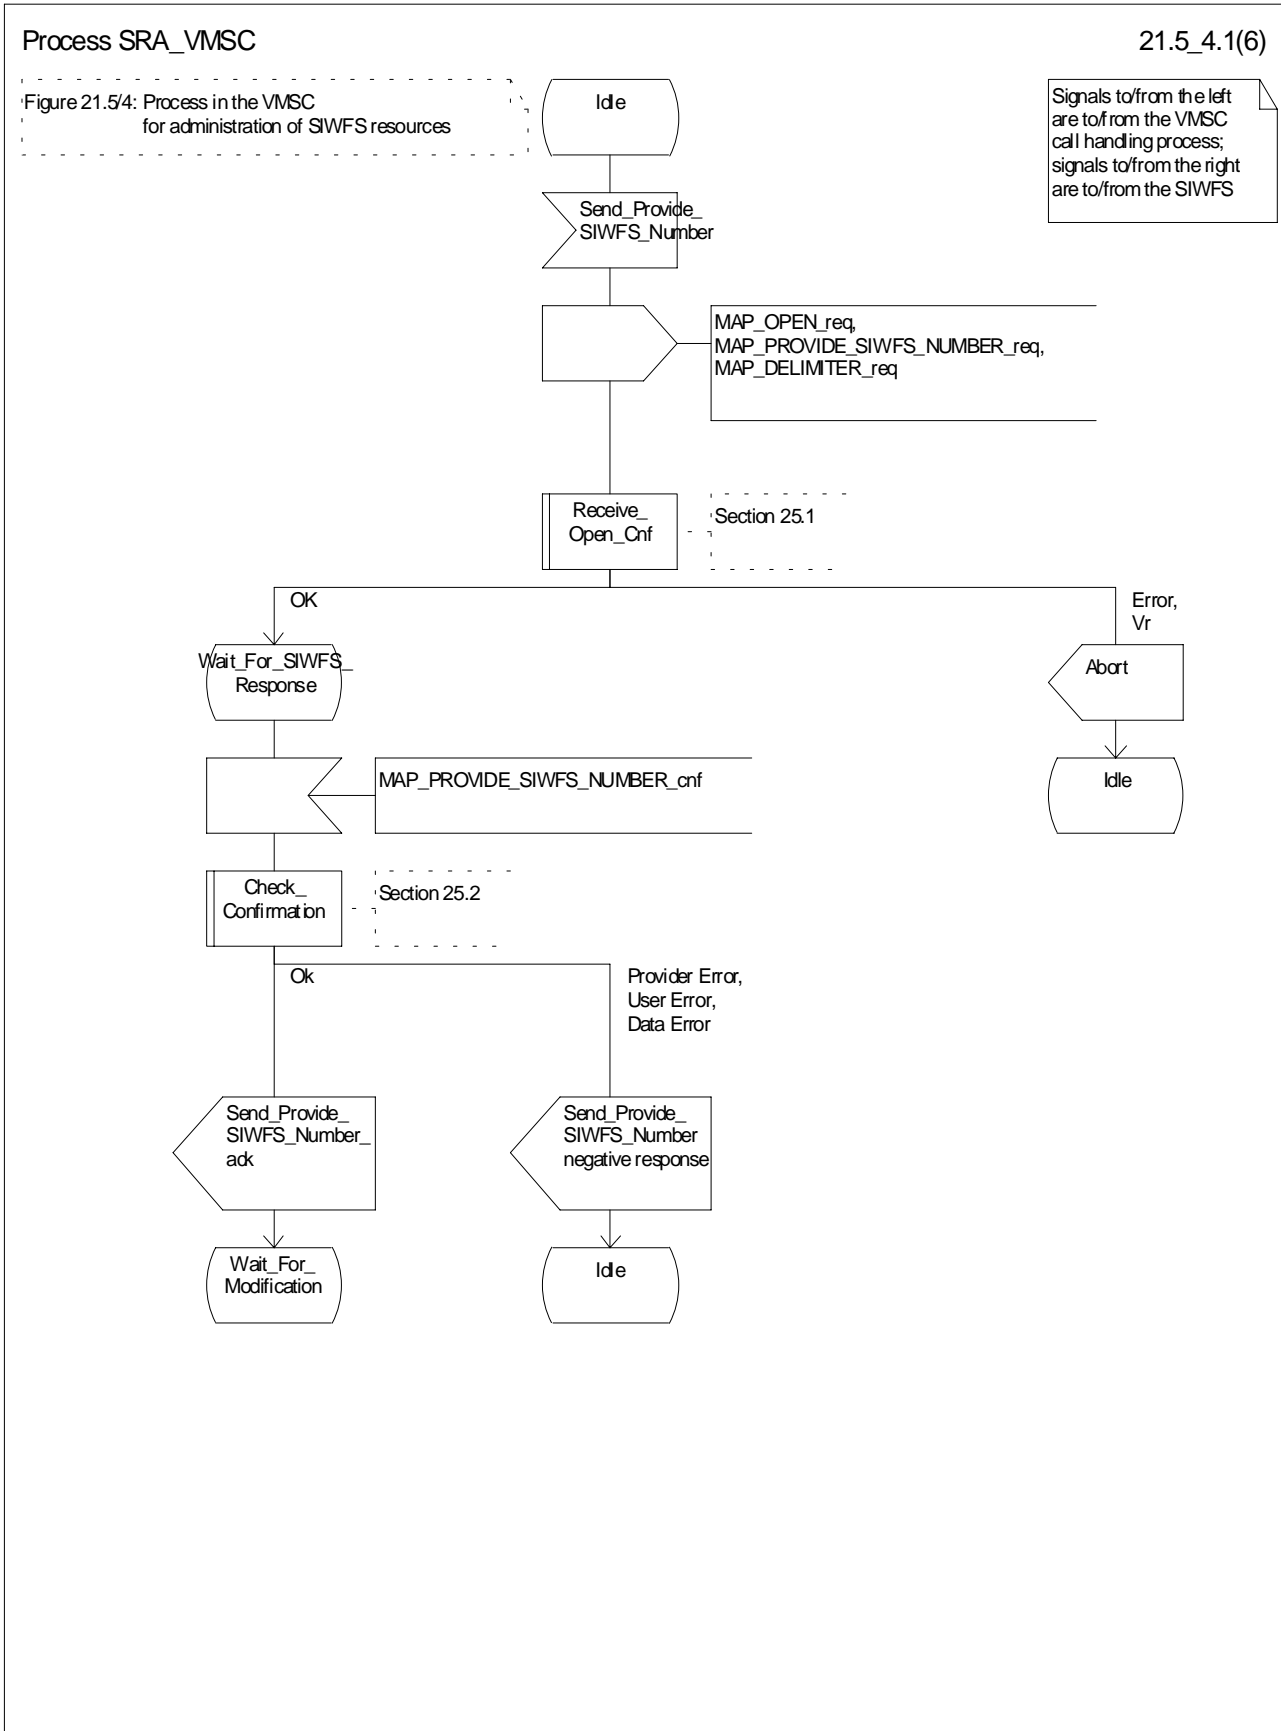 Process SRA_VMSC
21.5_4.1(6)
Figure 21.5/4: Process in the VMSC
for administration of SIWFS resources
Idle
Signals to/from the left
are to/from the VMSC
call handling process;
signals to/from the right
are to/from the SIWFS
Send_Provide_
SIWFS_Number
MAP_OPEN_req,
MAP_PROVIDE_SIWFS_NUMBER_req,
MAP_DELIMITER_req
Receive_
Open_Cnf
Section 25.1
OK
Error,
Vr
Wait_For_SIWFS_
Response
Abort
MAP_PROVIDE_SIWFS_NUMBER_cnf
Idle
Check_
Confirmation
Section 25.2
Ok
Provider Error,
User Error,
Data Error
Send_Provide_
SIWFS_Number_
ack
Send_Provide_
SIWFS_Number
negative response
Wait_For_
Modification
Idle